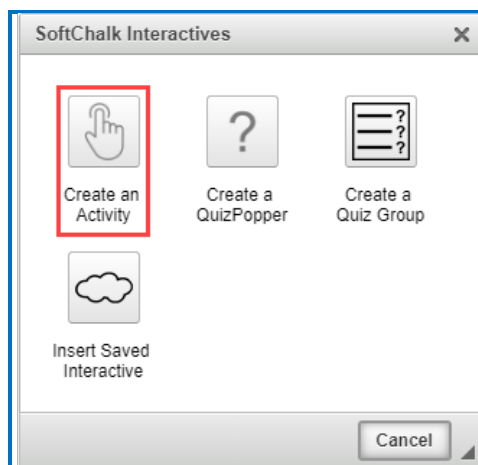 SoftChalk Interactives
Create an
Activity
?
Create a
QuizPopper
?
?
?
Create a
Quiz Group
Insert Saved
Interactive
Cancel